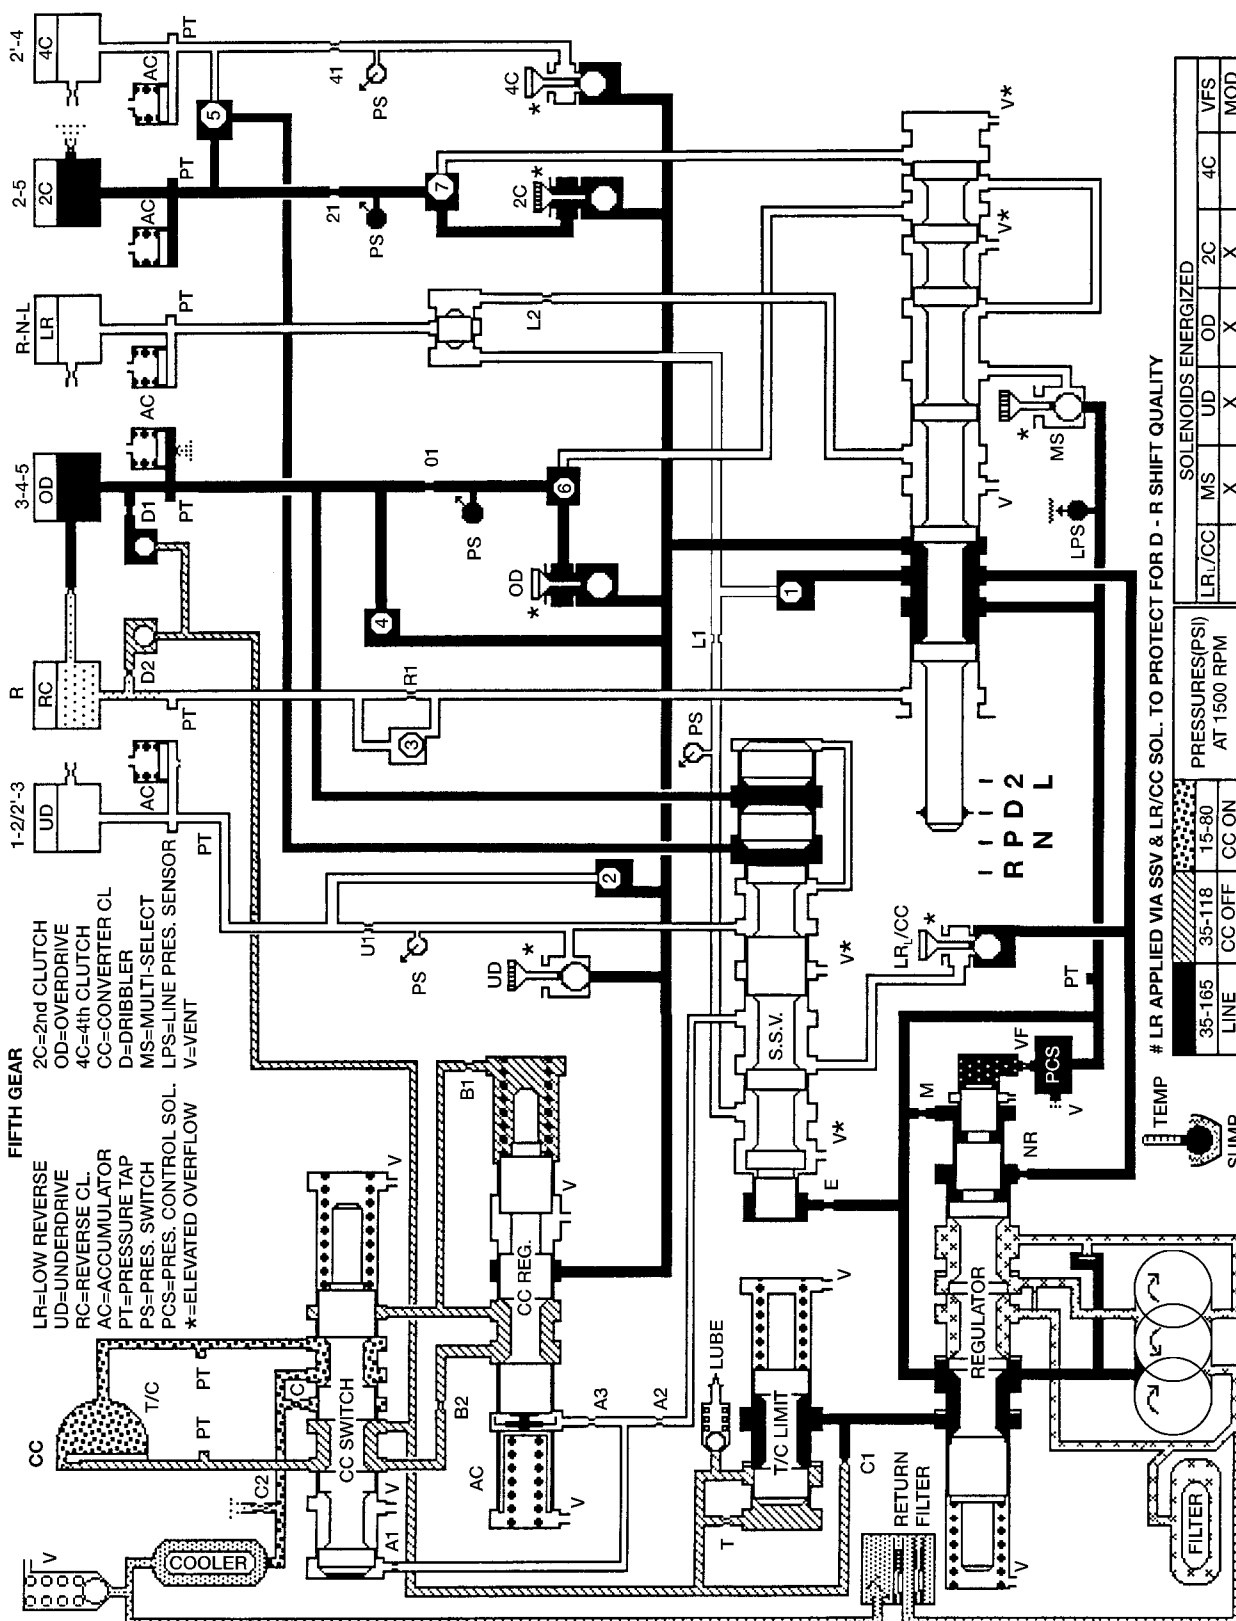 FIFTH GEAR
LR=LOW REVERSE
UD=UNDERDRIVE
RC=REVERSE CL.
AC=ACCUMULATOR
PT=PRESSURE TAP
PS=PRES. SWITCH
PCS=PRES. CONTROL SOL.
*=ELEVATED OVERFLOW
2C=2nd CLUTCH
OD=OVERDRIVE
4C=4th CLUTCH
CC=CONVERTER CL
D=DRIBBLER
MS=MULTI-SELECT
LPS=LINE PRES. SENSOR
V=VENT
1-2/2'-3
UD
R
RC
3-4-5
OD
R-N-L
LR
2-5
2C
2'-4
4C
AC
PT
PT
D2
D1
AC
PT
AC
PT
AC
PT
AC
PT
CC
T/C
PT
PT
C
C2
V
COOLER
CC SWITCH
V
V
A1
B2
B1
AC
V
CC REG.
V
V
A3
A2
U1
PS
UD
*
2
3
R1
4
01
PS
OD
*
6
L2
21
PS
7
2C
*
5
41
PS
4C
*
LUBE
T
T/C LIMIT
V
C1
RETURN
FILTER
E
V*
S.S.V.
V*
LRL/CC
*
PS
L1
1
R P D 2
N L
V
MS
*
V*
V*
LPS
REGULATOR
V
NR
M
VF
PCS
V
PT
FILTER
TEMP
SUMP
# LR APPLIED VIA SSV & LR/CC SOL. TO PROTECT FOR D - R SHIFT QUALITY
35-165 35-118 15-80 PRESSURES(PSI)
LINE CC OFF CC ON AT 1500 RPM
SOLENOIDS ENERGIZED
LRL/CC MS UD OD 2C 4C VFS
X X X X MOD